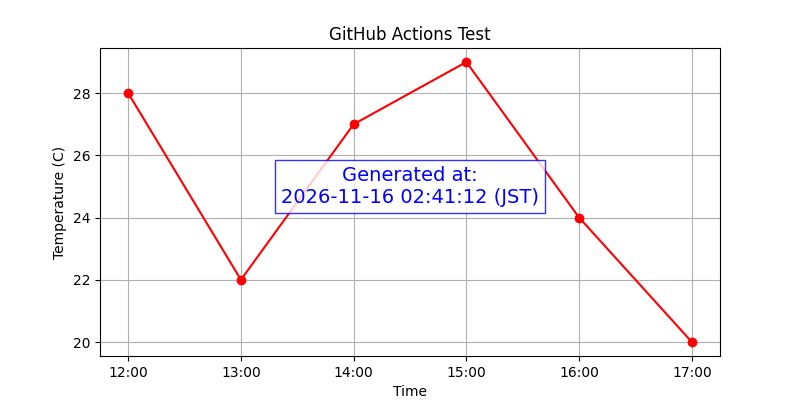 GitHub Actions Test
Temperature (C)
28
26
24
22
20
Generated at:
2026-11-16 02:41:12 (JST)
12:00 13:00 14:00 15:00 16:00 17:00
Time